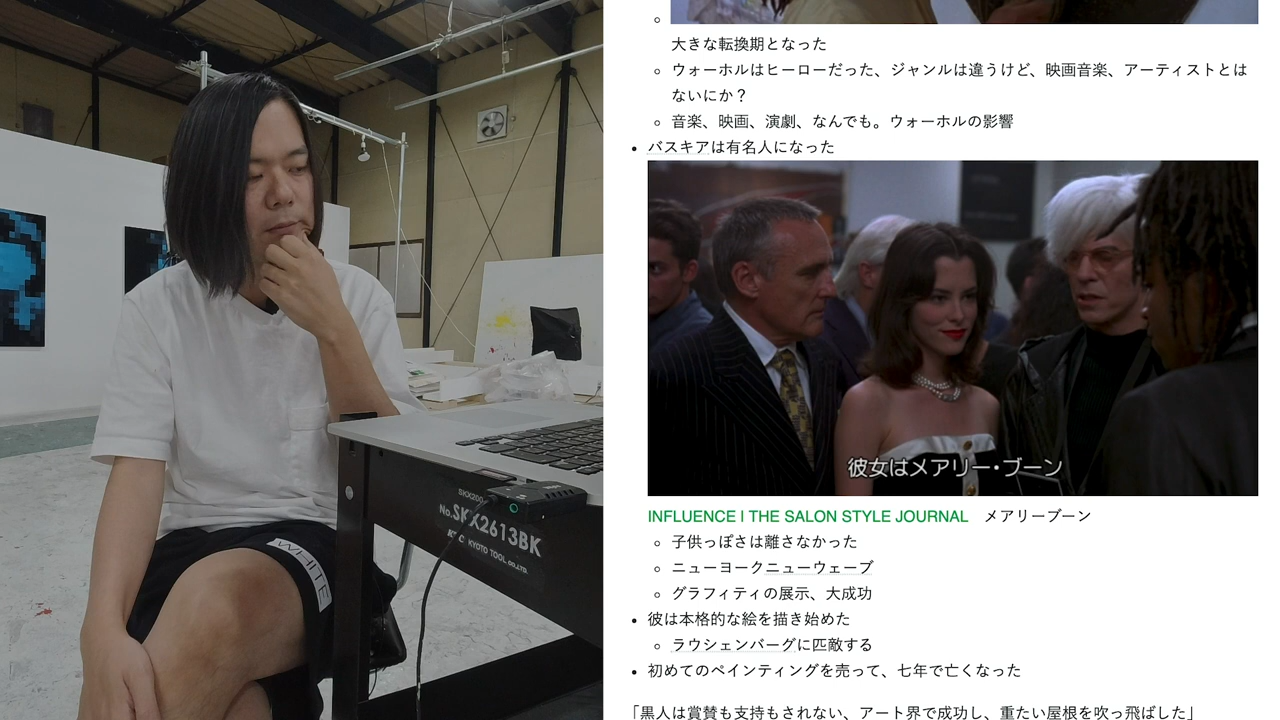 WHITE
SKX200
No.SKX2613BK
KTC KYOTO TOOL CO.,LTD.
大きな転換期となった
ウォーホルはヒーローだった、ジャンルは違うけど、映画音楽、アーティストとは
ないにか？
音楽、映画、演劇、なんでも。ウォーホルの影響
バスキアは有名人になった
彼女はメアリー・ブーン
INFLUENCE | THE SALON STYLE JOURNAL　メアリーブーン
子供っぽさは離さなかった
ニューヨークニューウェーブ
グラフィティの展示、大成功
彼は本格的な絵を描き始めた
ラウシェンバーグに匹敵する
初めてのペインティングを売って、七年で亡くなった
「黒人は賞賛も支持もされない、アート界で成功し、重たい屋根を吹っ飛ばした」